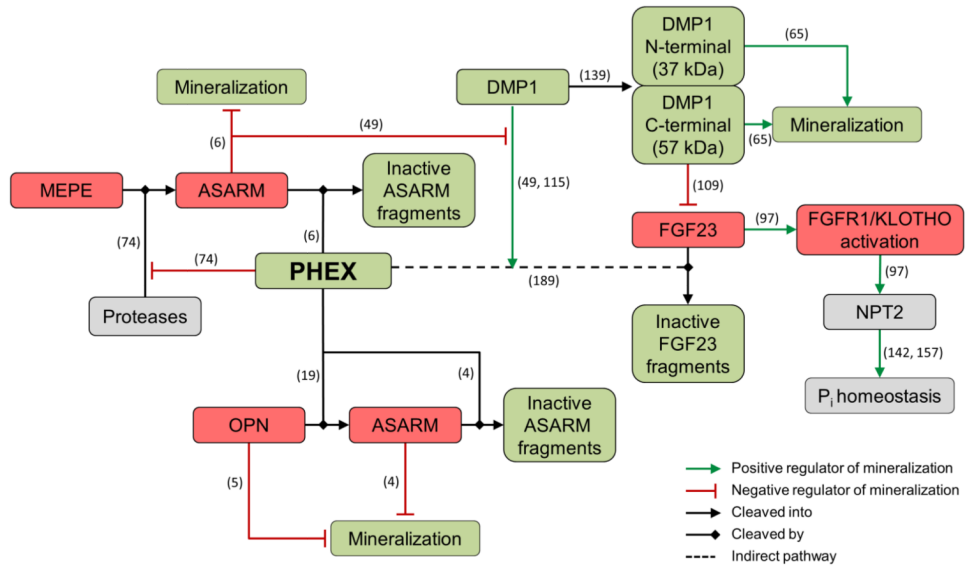 DMP1
N-terminal
(37 kDa)
(65)
Mineralization
DMP1
(139)
DMP1
C-terminal
(57 kDa)
(65)
Mineralization
(49)
(6)
MEPE
ASARM
Inactive
ASARM
fragments
(49, 115)
(109)
(74)
(6)
FGF23
(97)
FGFR1/KLOTHO
activation
(74)
PHEX
(189)
(97)
Proteases
Inactive
FGF23
fragments
NPT2
(19)
(4)
(142, 157)
Pi homeostasis
OPN
ASARM
Inactive
ASARM
fragments
(5)
(4)
Mineralization
Positive regulator of mineralization
Negative regulator of mineralization
Cleaved into
Cleaved by
Indirect pathway